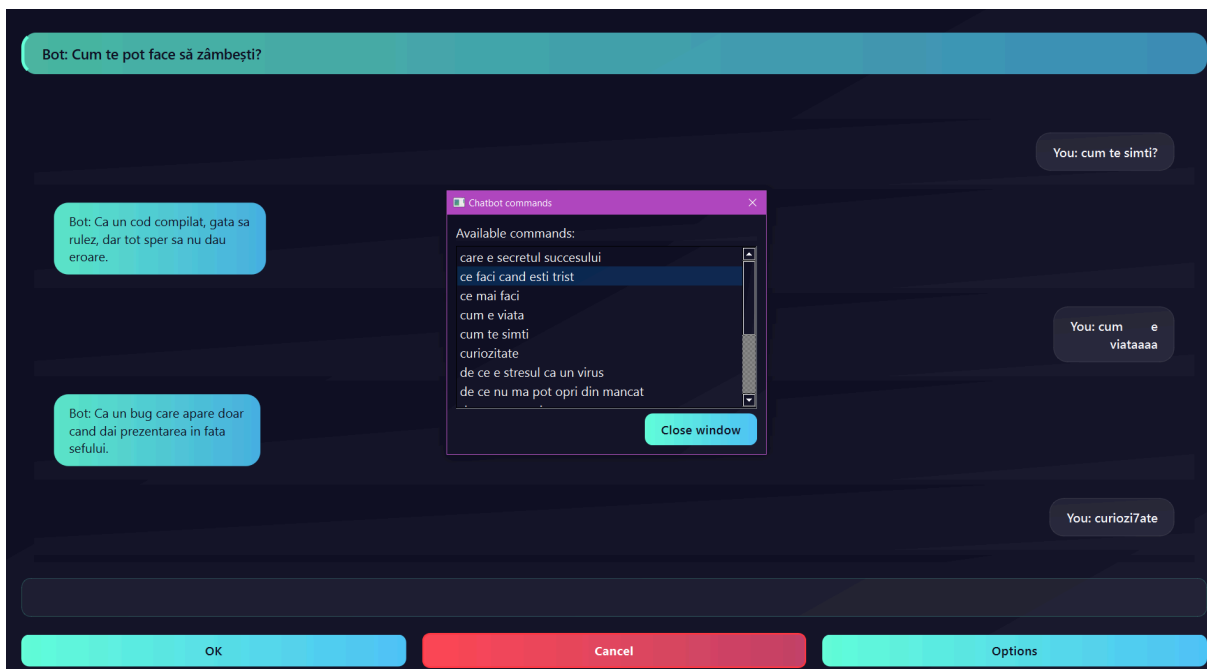 Bot: Cum te pot face să zâmbești?
You: cum te simti?
Bot: Ca un cod compilat, gata sa
rulez, dar tot sper sa nu dau
eroare.
Chatbot commands
Available commands:
care e secretul succesului
ce faci cand esti trist
ce mai faci
cum e viata
cum te simti
curiozitate
de ce e stresul ca un virus
de ce nu ma pot opri din mancat
Close window
You: cum e
viataaaa
Bot: Ca un bug care apare doar
cand dai prezentarea in fata
sefului.
You: curiozi7ate
OK
Cancel
Options